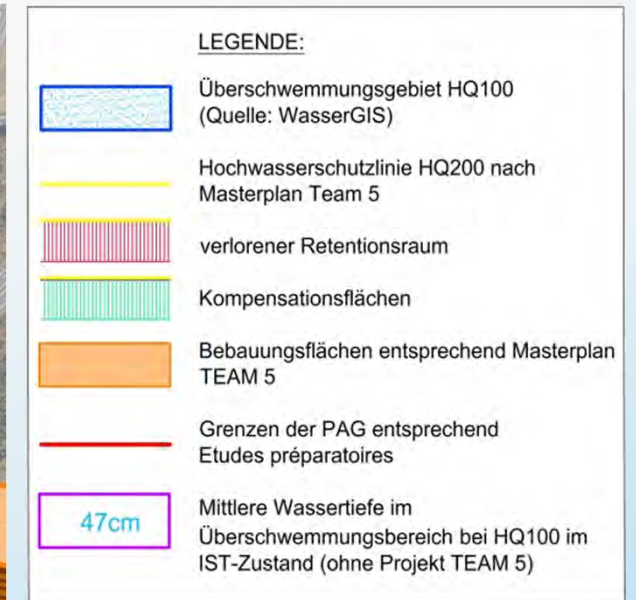 LEGENDE:
Überschwemmungsgebiet HQ100
(Quelle: WasserGIS)
Hochwasserschutzlinie HQ200 nach
Masterplan Team 5
verlorener Retentionsraum
Kompensationsflächen
Bebauungsflächen entsprechend Masterplan
TEAM 5
Grenzen der PAG entsprechend
Etudes préparatoires
47cm
Mittlere Wassertiefe im
Überschwemmungsbereich bei HQ100 im
IST-Zustand (ohne Projekt TEAM 5)